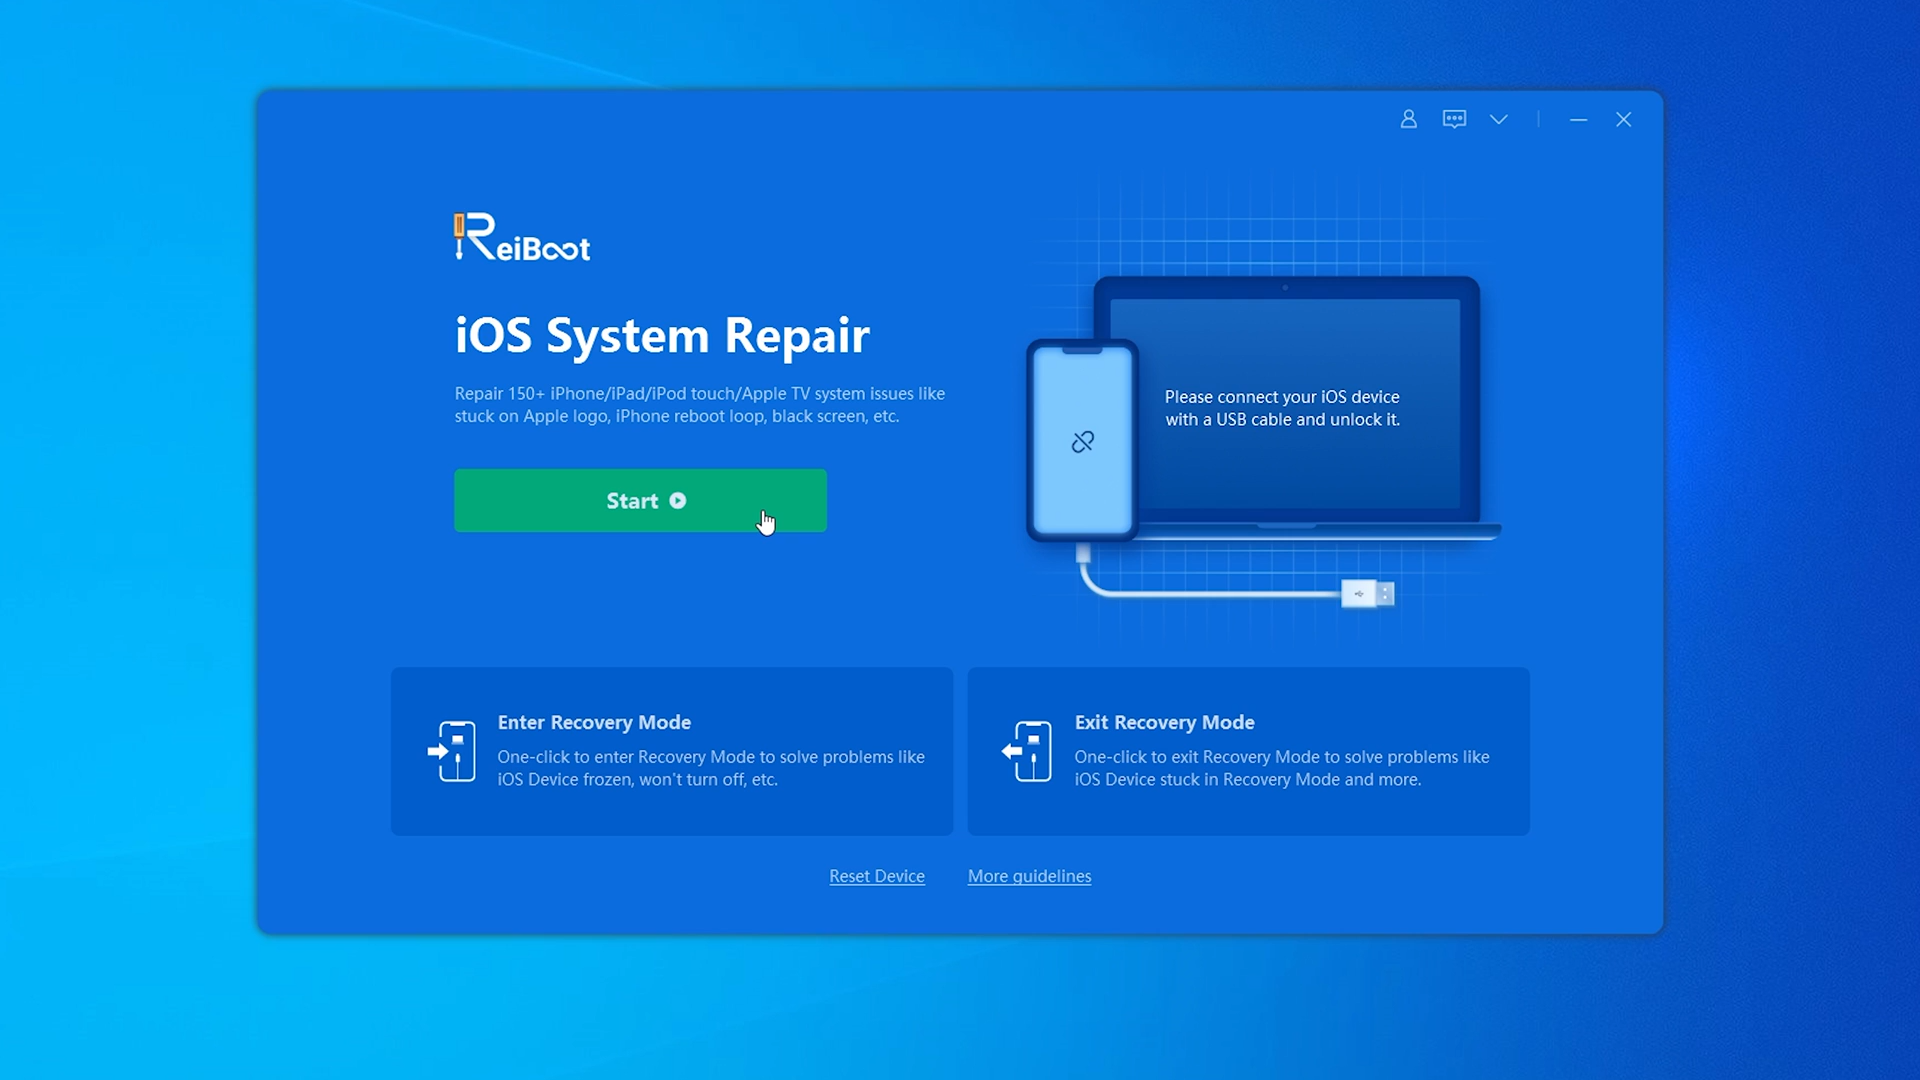 ReiBoot
iOS System Repair
Repair 150+ iPhone/iPad/iPod touch/Apple TV system issues like
stuck on Apple logo, iPhone reboot loop, black screen, etc.
Start
Please connect your iOS device
with a USB cable and unlock it.
Enter Recovery Mode
One-click to enter Recovery Mode to solve problems like
iOS Device frozen, won't turn off, etc.
Exit Recovery Mode
One-click to exit Recovery Mode to solve problems like
iOS Device stuck in Recovery Mode and more.
Reset Device
More guidelines